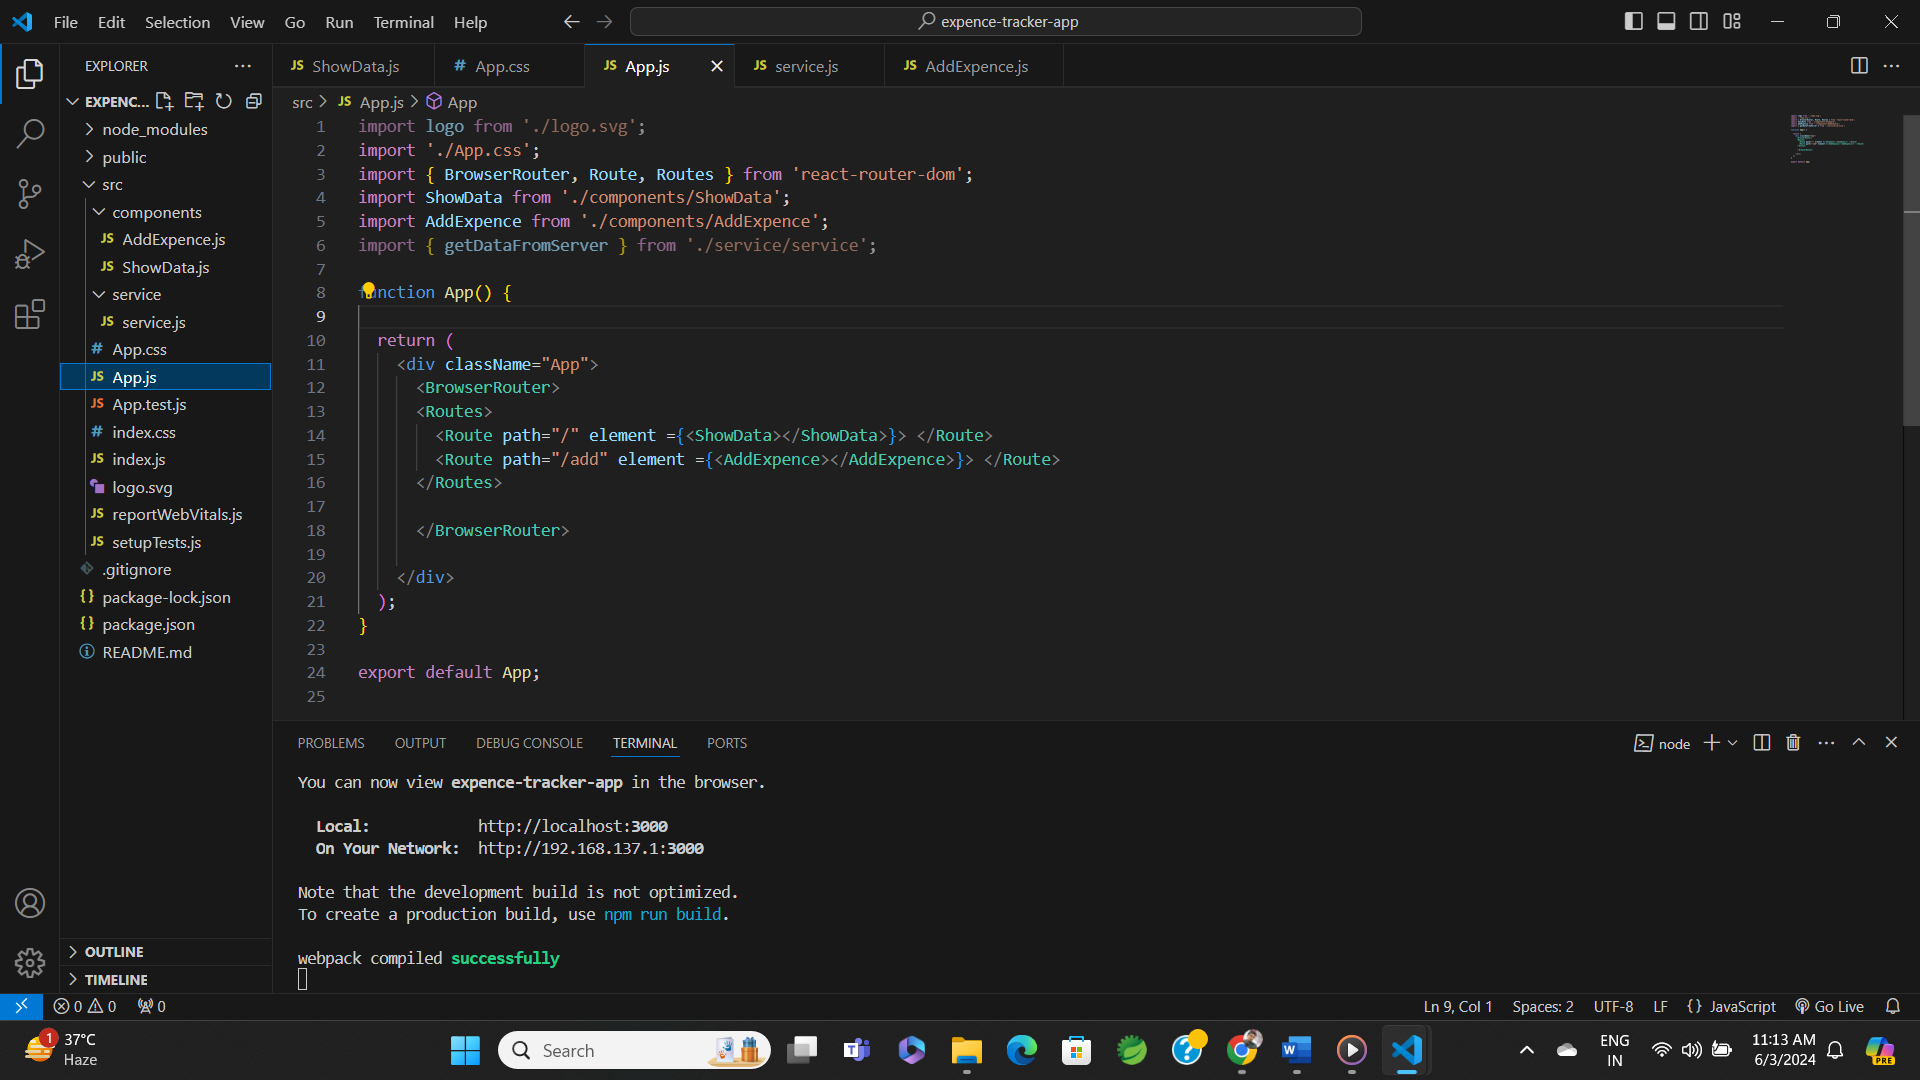 File Edit Selection View Go Run Terminal Help
expence-tracker-app
EXPLORER
ShowData.js
# App.css
JS App.js
JS service.js
JS AddExpence.js
EXPENC...
node_modules
public
src
components
JS AddExpence.js
JS ShowData.js
service
JS service.js
# App.css
JS App.js
JS App.test.js
# index.css
JS index.js
logo.svg
JS reportWebVitals.js
JS setupTests.js
.gitignore
{} package-lock.json
{} package.json
README.md
OUTLINE
TIMELINE
src > JS App.js > App
1 import logo from './logo.svg';
2 import './App.css';
3 import { BrowserRouter, Route, Routes } from 'react-router-dom';
4 import ShowData from './components/ShowData';
5 import AddExpence from './components/AddExpence';
6 import { getDataFromServer } from './service/service';
7
8 function App() {
9
10 return (
11 <div className="App">
12 <BrowserRouter>
13 <Routes>
14 <Route path="/" element ={<ShowData></ShowData>}> </Route>
15 <Route path="/add" element ={<AddExpence></AddExpence>}> </Route>
16 </Routes>
17
18 </BrowserRouter>
19
20 </div>
21 );
22 }
23
24 export default App;
25
PROBLEMS OUTPUT DEBUG CONSOLE TERMINAL PORTS
node
You can now view expence-tracker-app in the browser.
Local: http://localhost:3000
On Your Network: http://192.168.137.1:3000
Note that the development build is not optimized.
To create a production build, use npm run build.
webpack compiled successfully
0 0 0
Ln 9, Col 1 Spaces: 2 UTF-8 LF {} JavaScript Go Live
1
37°C
Haze
Search
ENG
IN
11:13 AM
6/3/2024
PRE